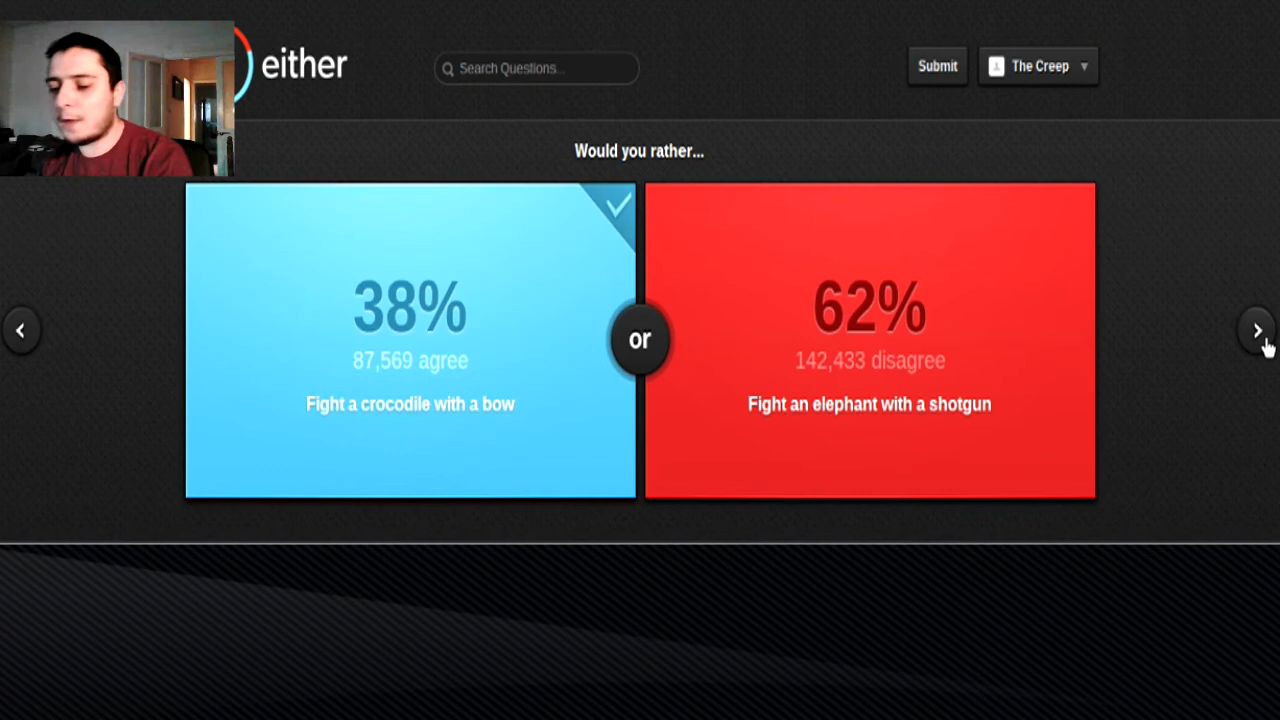 either
Search Questions...
Submit
The Creep
Would you rather...
38%
87,569 agree
Fight a crocodile with a bow
or
62%
142,433 disagree
Fight an elephant with a shotgun